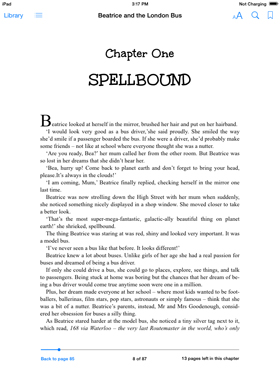 iPad
3:17 PM
Not Charging
Library
Beatrice and the London Bus
AA
Chapter One
SPELLBOUND
Beatrice looked at herself in the mirror, brushed her hair and put on her hairband.
'I would look very good as a bus driver,'she said proudly. She smiled the way
she'd smile if a passenger boarded the bus. If she were a driver, she'd probably make
some friends – not like at school where everyone thought she was a nutter.
'Are you ready, Bea?' her mum called her from the other room. But Beatrice was
so lost in her dreams that she didn't hear her.
'Bea, hurry up! Come back to planet earth and don't forget to bring your head,
please.It's always in the clouds!'
'I am coming, Mum,' Beatrice finally replied, checking herself in the mirror one
last time.
Beatrice was now strolling down the High Street with her mum when suddenly,
she noticed something nicely displayed in a shop window. She moved closer to take
a better look.
'That's the most super-mega-fantastic, galactic-ally beautiful thing on planet
earth!' she shrieked, spellbound.
The thing Beatrice was staring at was red, shiny and looked very important. It was
a model bus.
'I've never seen a bus like that before. It looks different!'
Beatrice knew a lot about buses. Unlike girls of her age she had a real passion for
buses and dreamed of being a bus driver.
If only she could drive a bus, she could go to places, explore, see things, and talk
to passengers. Being stuck at home was boring but the chances that her dream of be-
ing a bus driver would come true anytime soon were one in a million.
Plus, her dream made everyone at her school – where most kids wanted to be foot-
ballers, ballerinas, film stars, pop stars, astronauts or simply famous – think that she
was a bit of a nutter. Beatrice's parents, instead, Mr and Mrs Goodenough, consid-
ered her obsession for buses a silly thing.
As Beatrice stared harder at the model bus, she noticed a tiny silver tag next to it,
which read, 168 via Waterloo – the very last Routemaster in the world, who's only
Back to page 85
8 of 87
13 pages left in this chapter